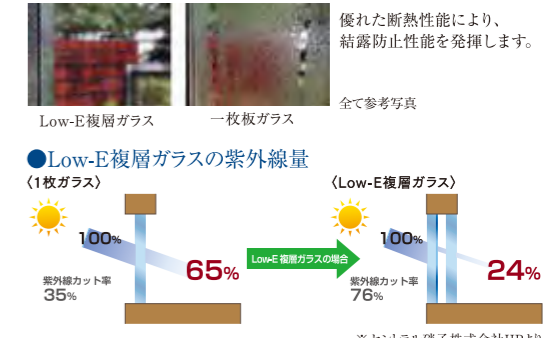 優れた断熱性能により、
結露防止性能を発揮します。
全て参考写真
Low-E複層ガラス
一枚板ガラス
●Low-E複層ガラスの紫外線量
〈1枚ガラス〉
100%
65%
紫外線カット率
35%
Low-E 複層ガラスの場合
〈Low-E複層ガラス〉
100%
24%
紫外線カット率
76%